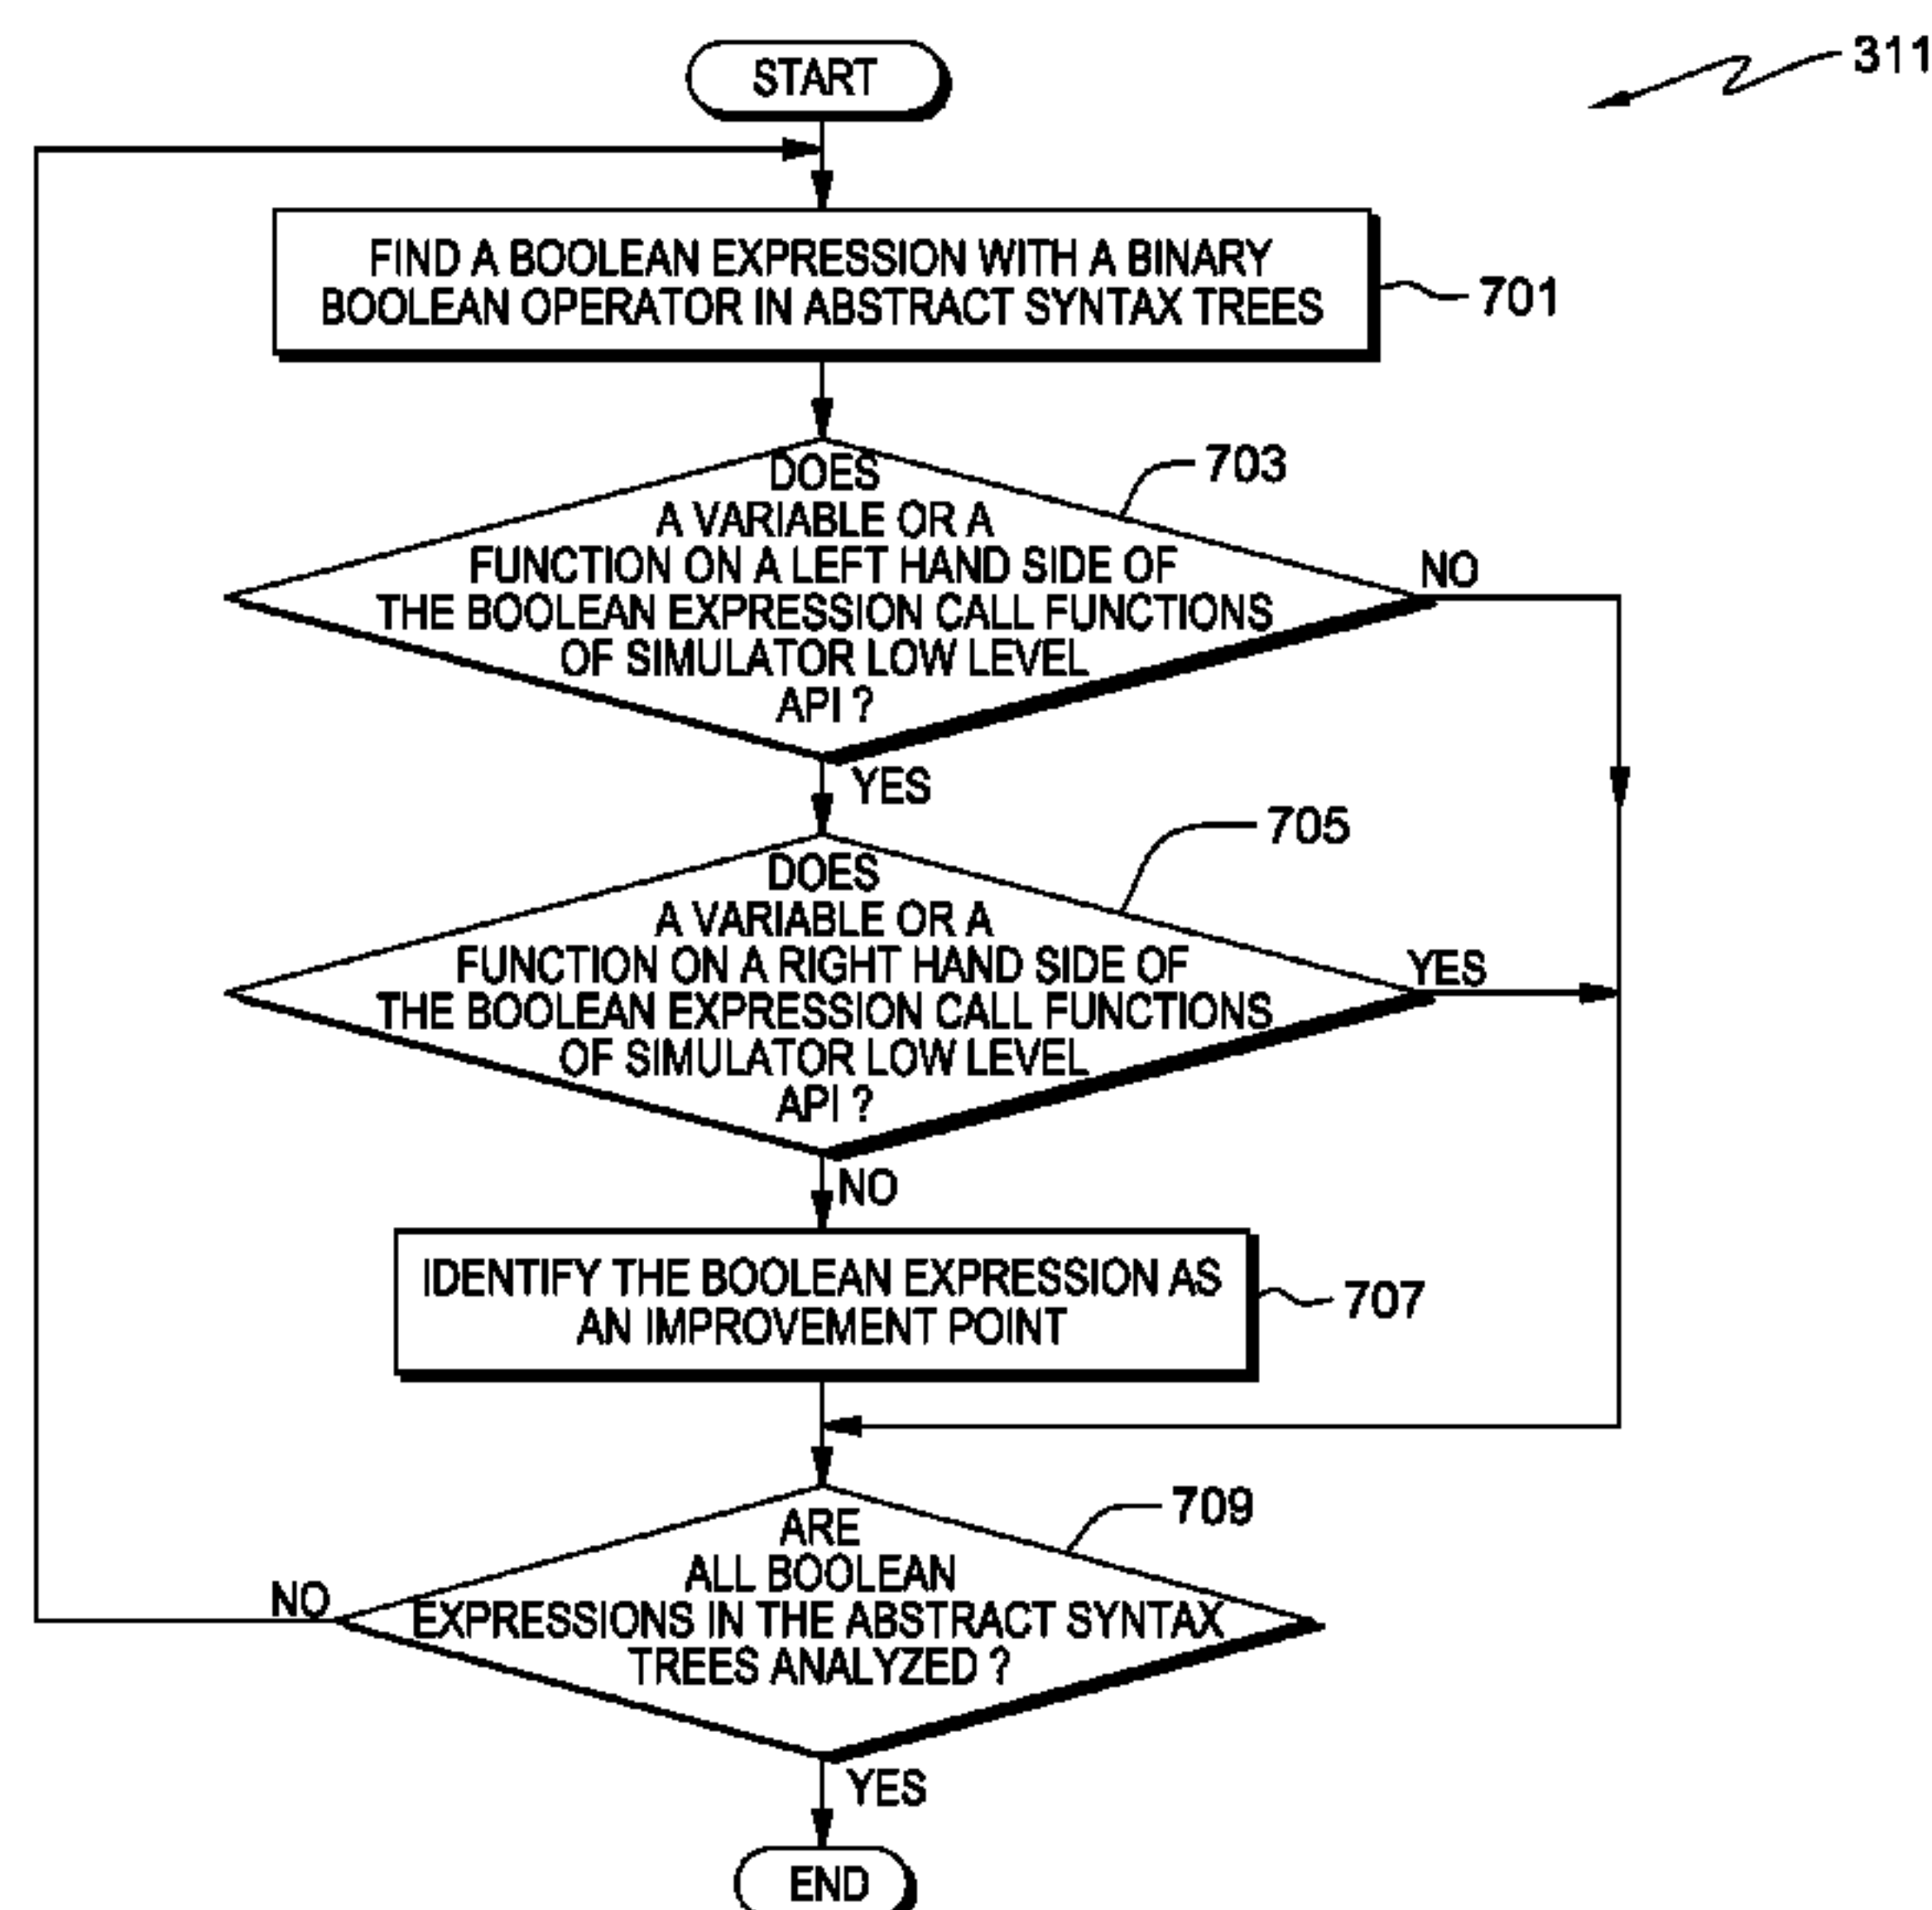 START
311
FIND A BOOLEAN EXPRESSION WITH A BINARY
BOOLEAN OPERATOR IN ABSTRACT SYNTAX TREES
701
DOES
A VARIABLE OR A
FUNCTION ON A LEFT HAND SIDE OF
THE BOOLEAN EXPRESSION CALL FUNCTIONS
OF SIMULATOR LOW LEVEL
API ?
703
NO
YES
DOES
A VARIABLE OR A
FUNCTION ON A RIGHT HAND SIDE OF
THE BOOLEAN EXPRESSION CALL FUNCTIONS
OF SIMULATOR LOW LEVEL
API ?
705
YES
NO
IDENTIFY THE BOOLEAN EXPRESSION AS
AN IMPROVEMENT POINT
707
ARE
ALL BOOLEAN
EXPRESSIONS IN THE ABSTRACT SYNTAX
TREES ANALYZED ?
709
NO
YES
END